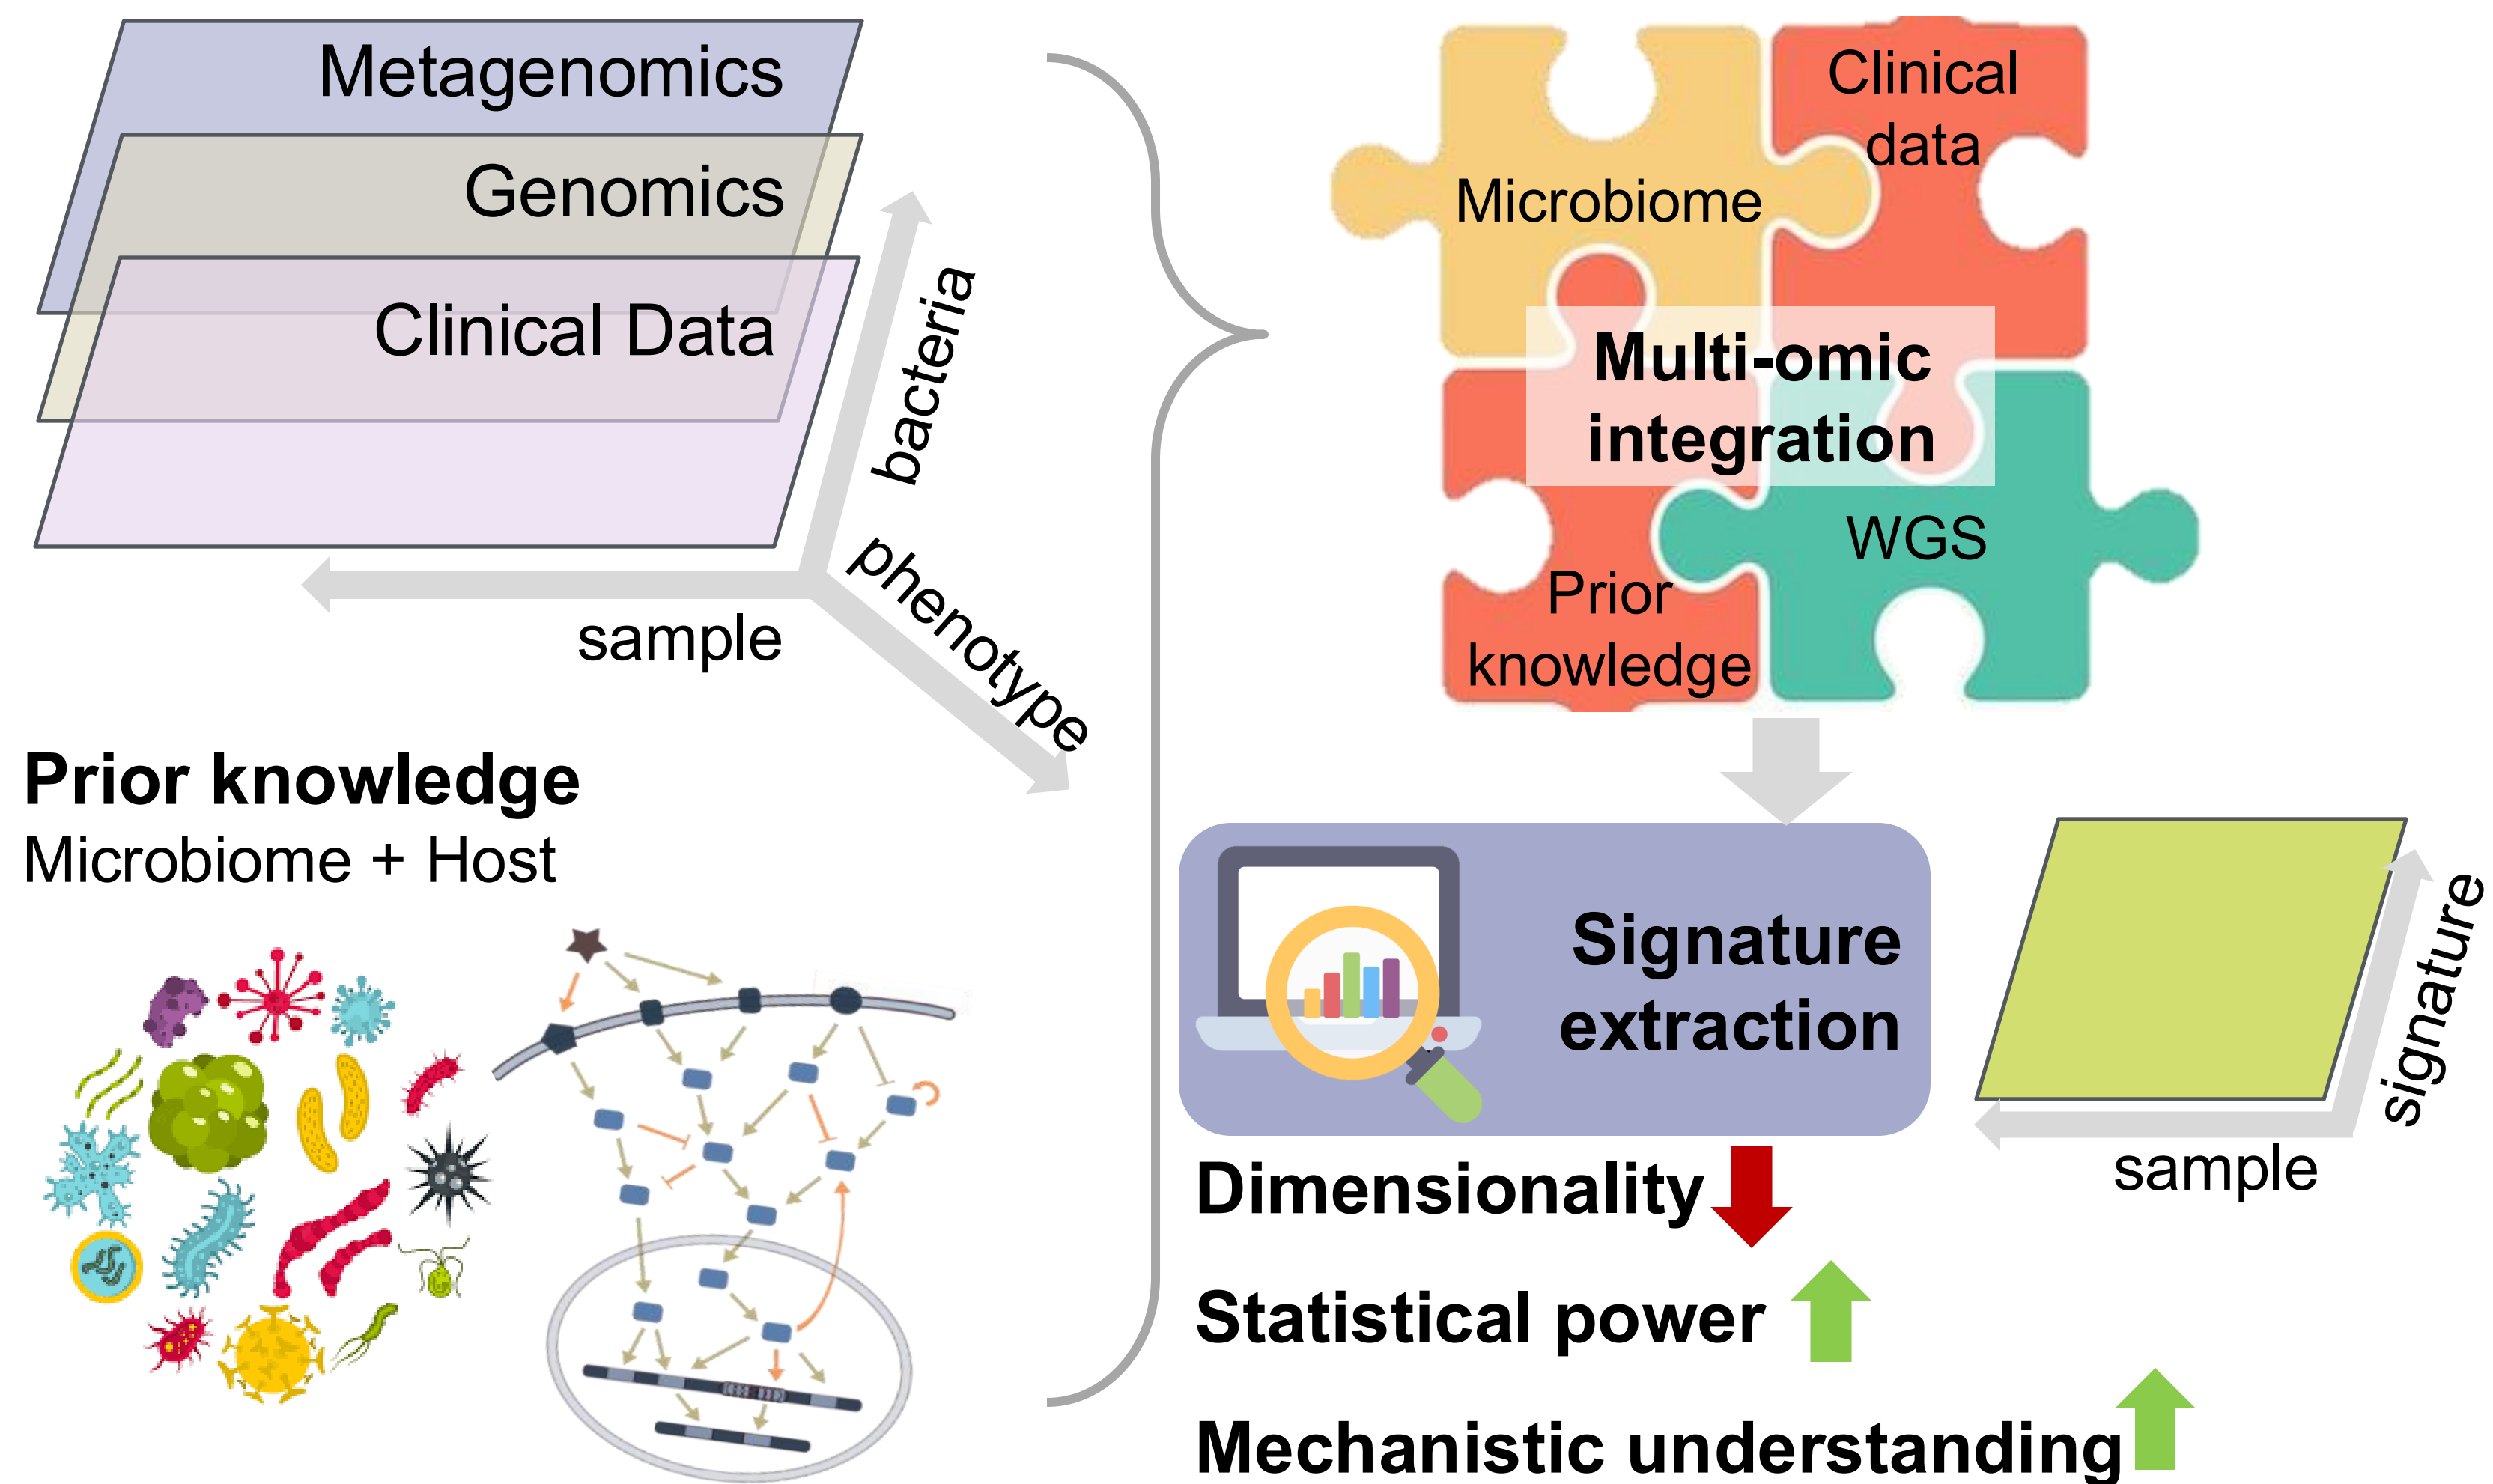 Metagenomics
Genomics
Clinical Data
bacteria
phenotype
sample
Prior knowledge
Microbiome + Host
Clinical
data
Microbiome
Multi-omic
integration
WGS
Prior
knowledge
Signature
extraction
signature
sample
Dimensionality
Statistical power
Mechanistic understanding